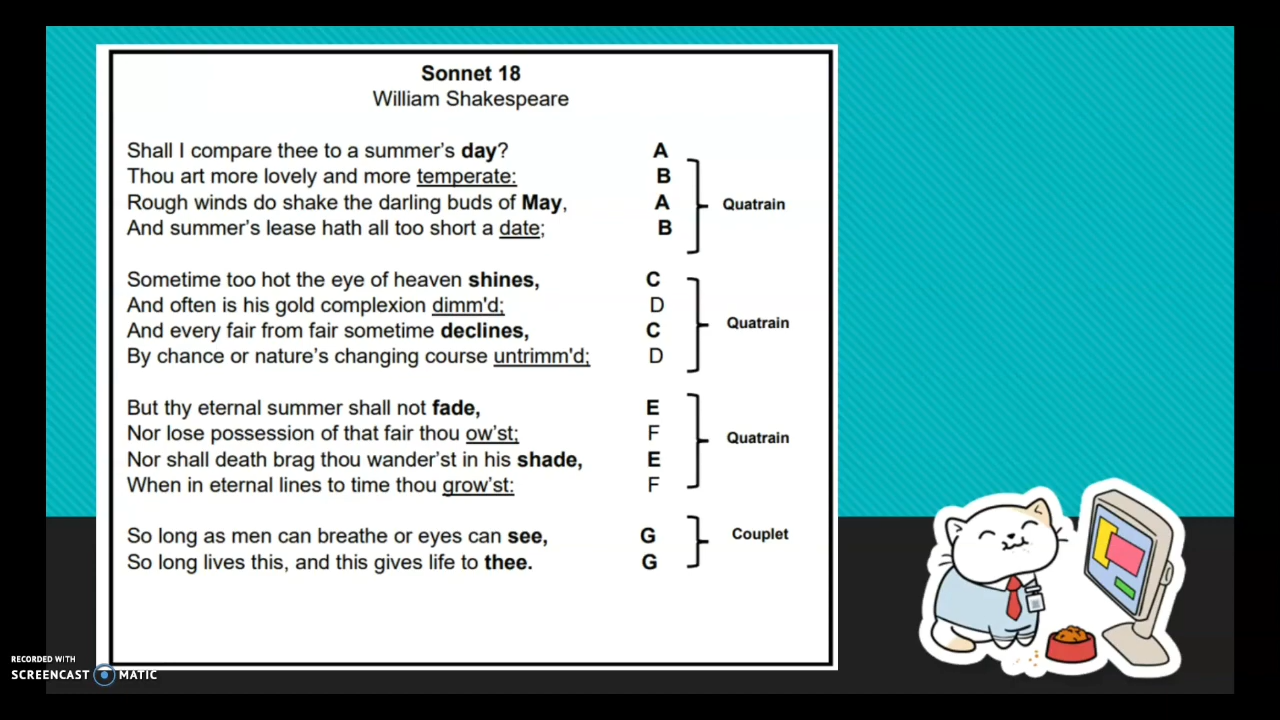 Sonnet 18
William Shakespeare
Shall I compare thee to a summer's day? A
Thou art more lovely and more temperate: B
Rough winds do shake the darling buds of May, A
Quatrain
And summer's lease hath all too short a date; B
Sometime too hot the eye of heaven shines, C
And often is his gold complexion dimm'd; D
Quatrain
And every fair from fair sometime declines, C
By chance or nature's changing course untrimm'd; D
But thy eternal summer shall not fade, E
Nor lose possession of that fair thou ow'st; F
Quatrain
Nor shall death brag thou wander'st in his shade, E
When in eternal lines to time thou grow'st: F
So long as men can breathe or eyes can see, G
Couplet
So long lives this, and this gives life to thee. G
RECORDED WITH
SCREENCAST MATIC